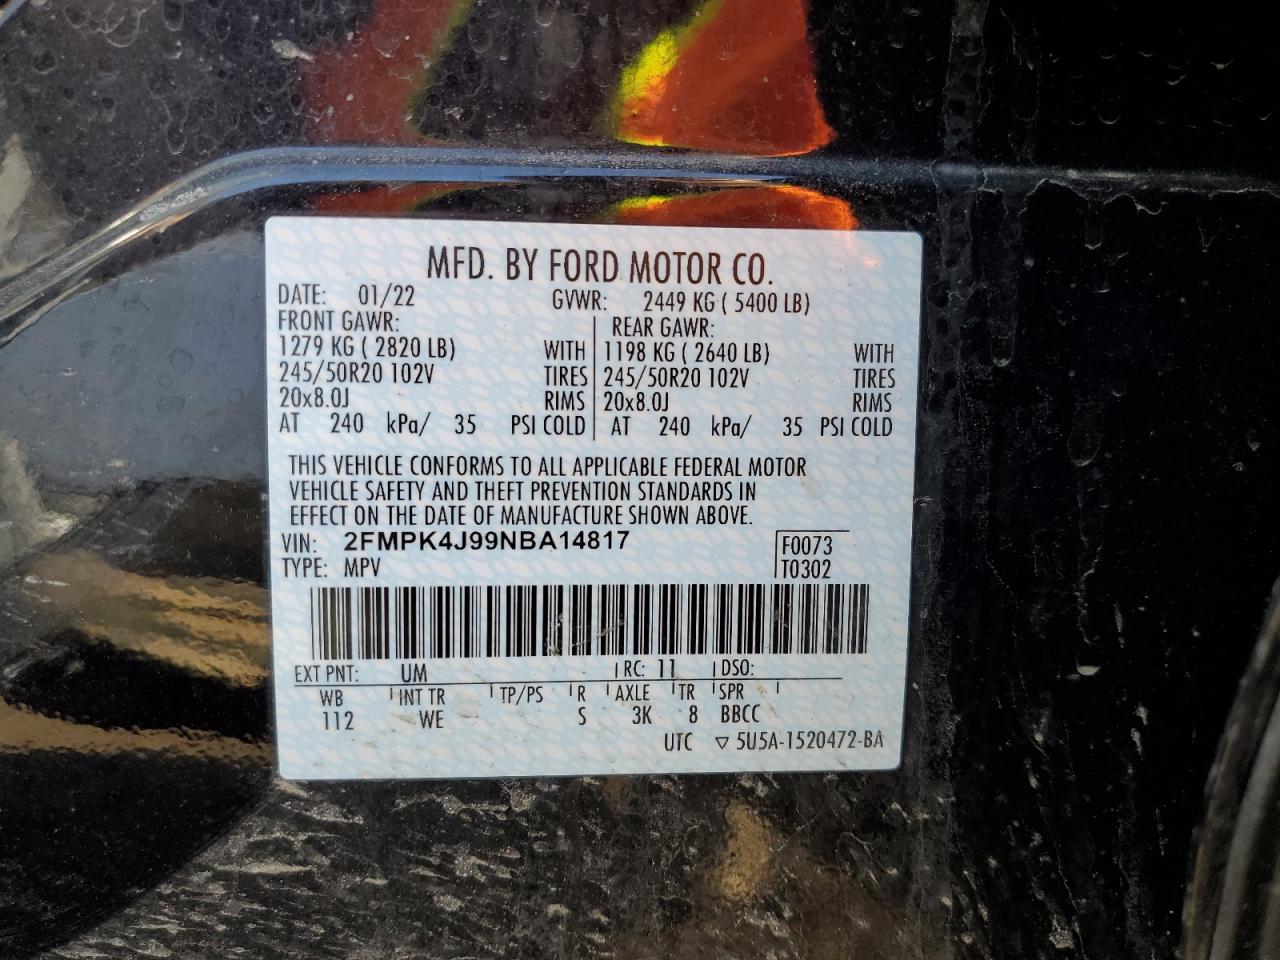 MFD. BY FORD MOTOR CO.
DATE: 01/22 GVWR: 2449 KG ( 5400 LB)
FRONT GAWR: REAR GAWR:
1279 KG ( 2820 LB) WITH 1198 KG ( 2640 LB) WITH
245/50R20 102V TIRES 245/50R20 102V TIRES
20x8.0J RIMS 20x8.0J RIMS
AT 240 kPa/ 35 PSI COLD AT 240 kPa/ 35 PSI COLD
THIS VEHICLE CONFORMS TO ALL APPLICABLE FEDERAL MOTOR
VEHICLE SAFETY AND THEFT PREVENTION STANDARDS IN
EFFECT ON THE DATE OF MANUFACTURE SHOWN ABOVE.
VIN: 2FMPK4J99NBA14817 F0073
TYPE: MPV T0302
EXT PNT: UM RC: 11 DSO:
WB INT TR TP/PS R AXLE TR SPR
112 WE S 3K 8 BBCC
UTC ▽ 5U5A-1520472-BA